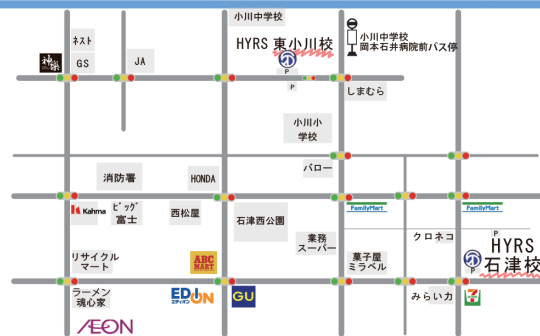 小川中学校
小川中学校
岡本石井病院前バス停
ネスト
GS
JA
HYRS 東小川校
P
P
しまむら
小川小
学校
バロー
消防署
HONDA
Kahma
ビッグ
富士
西松屋
石津西公園
FamilyMart
FamilyMart
業務
スーパー
クロネコ
P
HYRS
石津校
リサイクル
マート
ABC
MART
菓子屋
ミラベル
ラーメン
魂心家
EDION
エディオン
GU
みらい力
7
ÆON